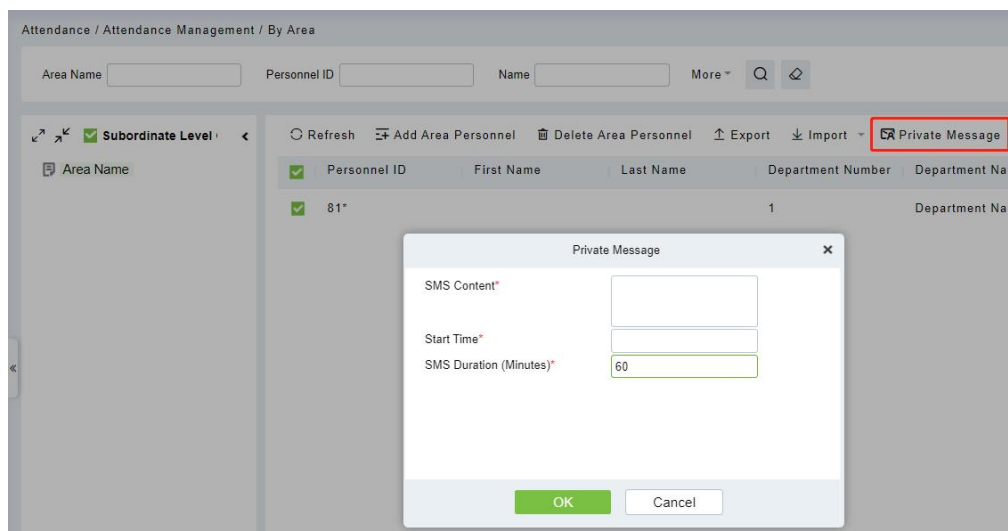 Attendance / Attendance Management / By Area
Area Name Personnel ID Name More
Subordinate Level Refresh Add Area Personnel Delete Area Personnel Export Import Private Message
Area Name
Personnel ID First Name Last Name Department Number Department Na
81* 1 Department Na
Private Message
SMS Content*
Start Time*
SMS Duration (Minutes)* 60
OK Cancel